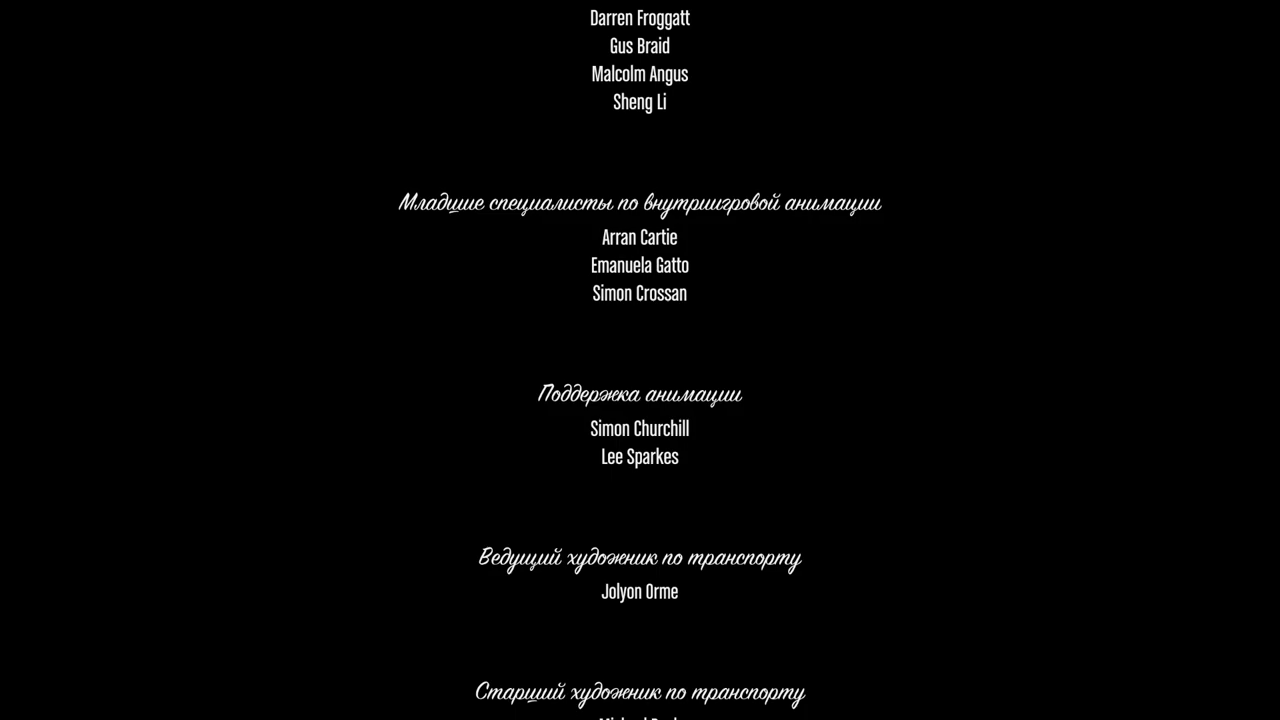 Darren Froggatt
Gus Braid
Malcolm Angus
Sheng Li
Младшие специалисты по внутриигровой анимации
Arran Cartie
Emanuela Gatto
Simon Crossan
Поддержка анимации
Simon Churchill
Lee Sparkes
Ведущий художник по транспорту
Jolyon Orme
Старший художник по транспорту